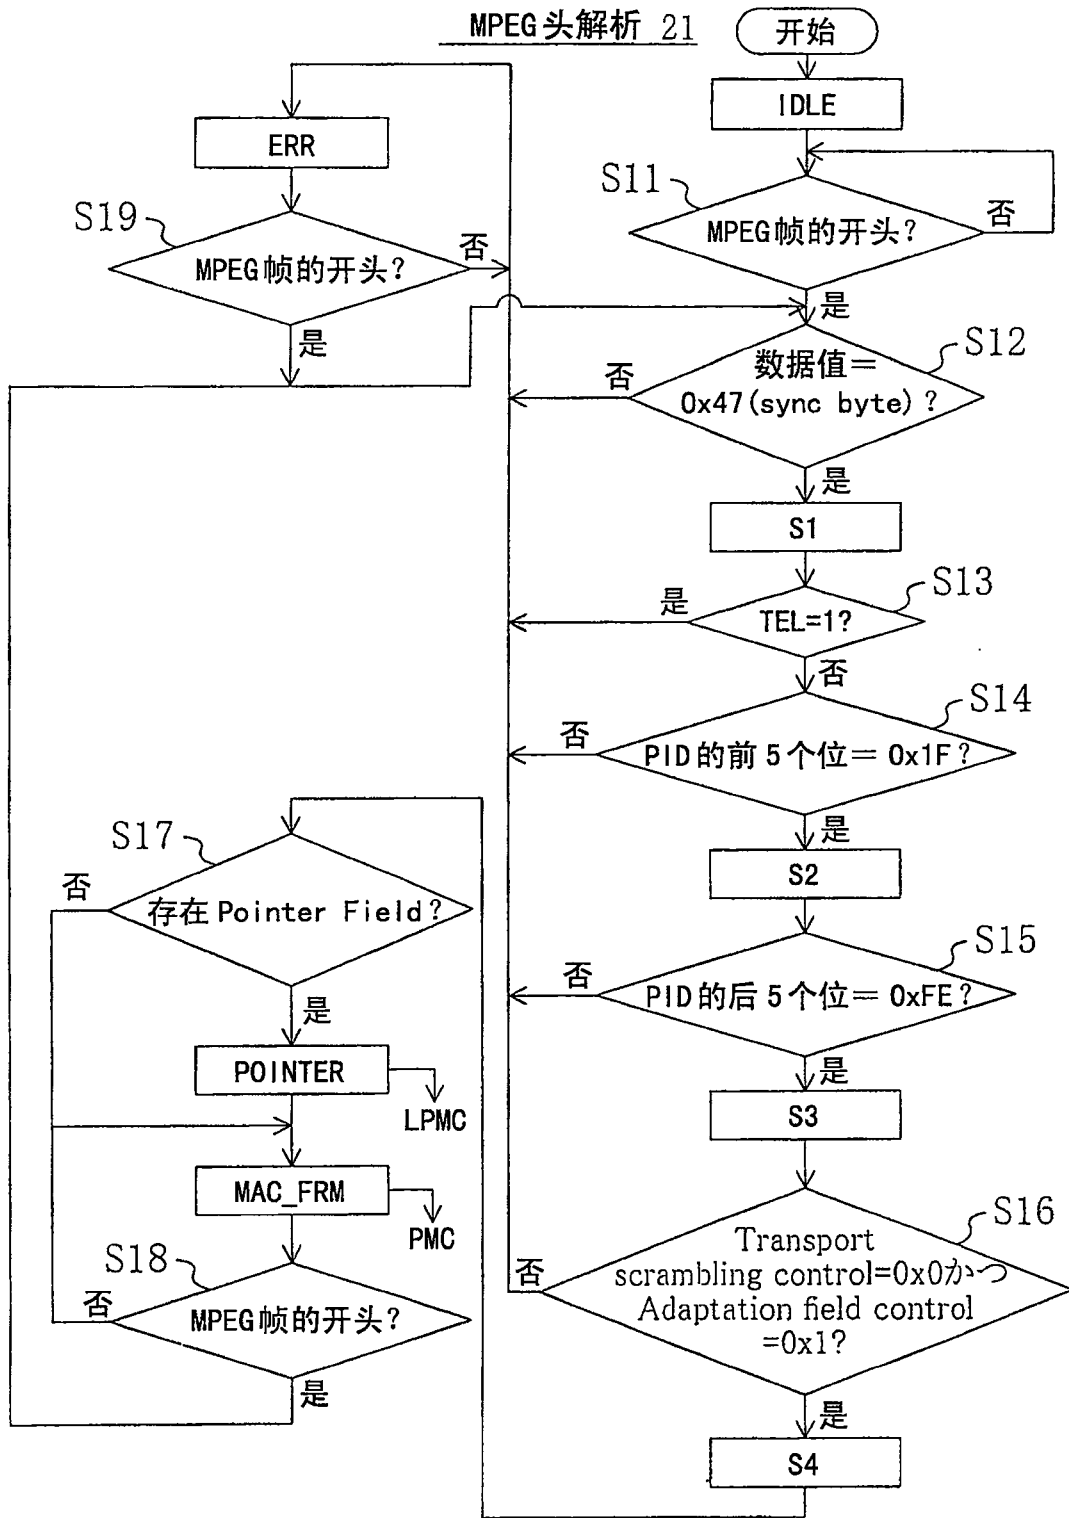 MPEG头解析 21
开始
IDLE
S11
MPEG帧的开头?
否
是
S12
数据值=
0x47(sync byte)?
否
是
S1
S13
TEL=1?
是
否
S14
PID的前5个位=0x1F?
否
是
S2
S15
PID的后5个位=0xFE?
否
是
S3
S16
Transport
scrambling control=0x0かつ
Adaptation field control
=0x1?
否
是
S4
ERR
S19
MPEG帧的开头?
否
是
S17
存在Pointer Field?
否
是
POINTER
LPMC
MAC_FRM
PMC
S18
MPEG帧的开头?
否
是